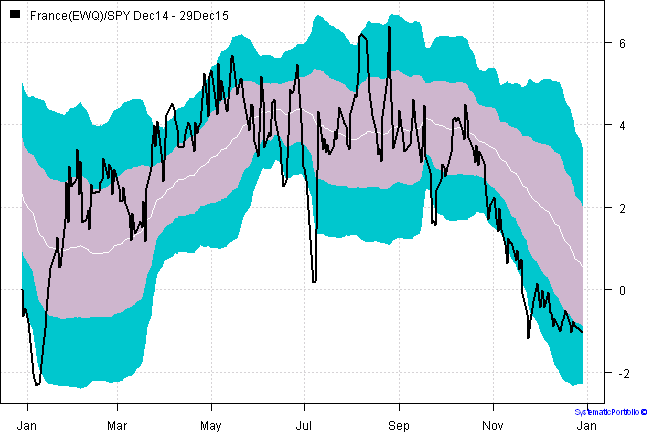 France(EWQ)/SPY Dec14 - 29Dec15
6
4
2
0
-2
Jan Mar May Jul Sep Nov Jan
SystematicPortfolio ©